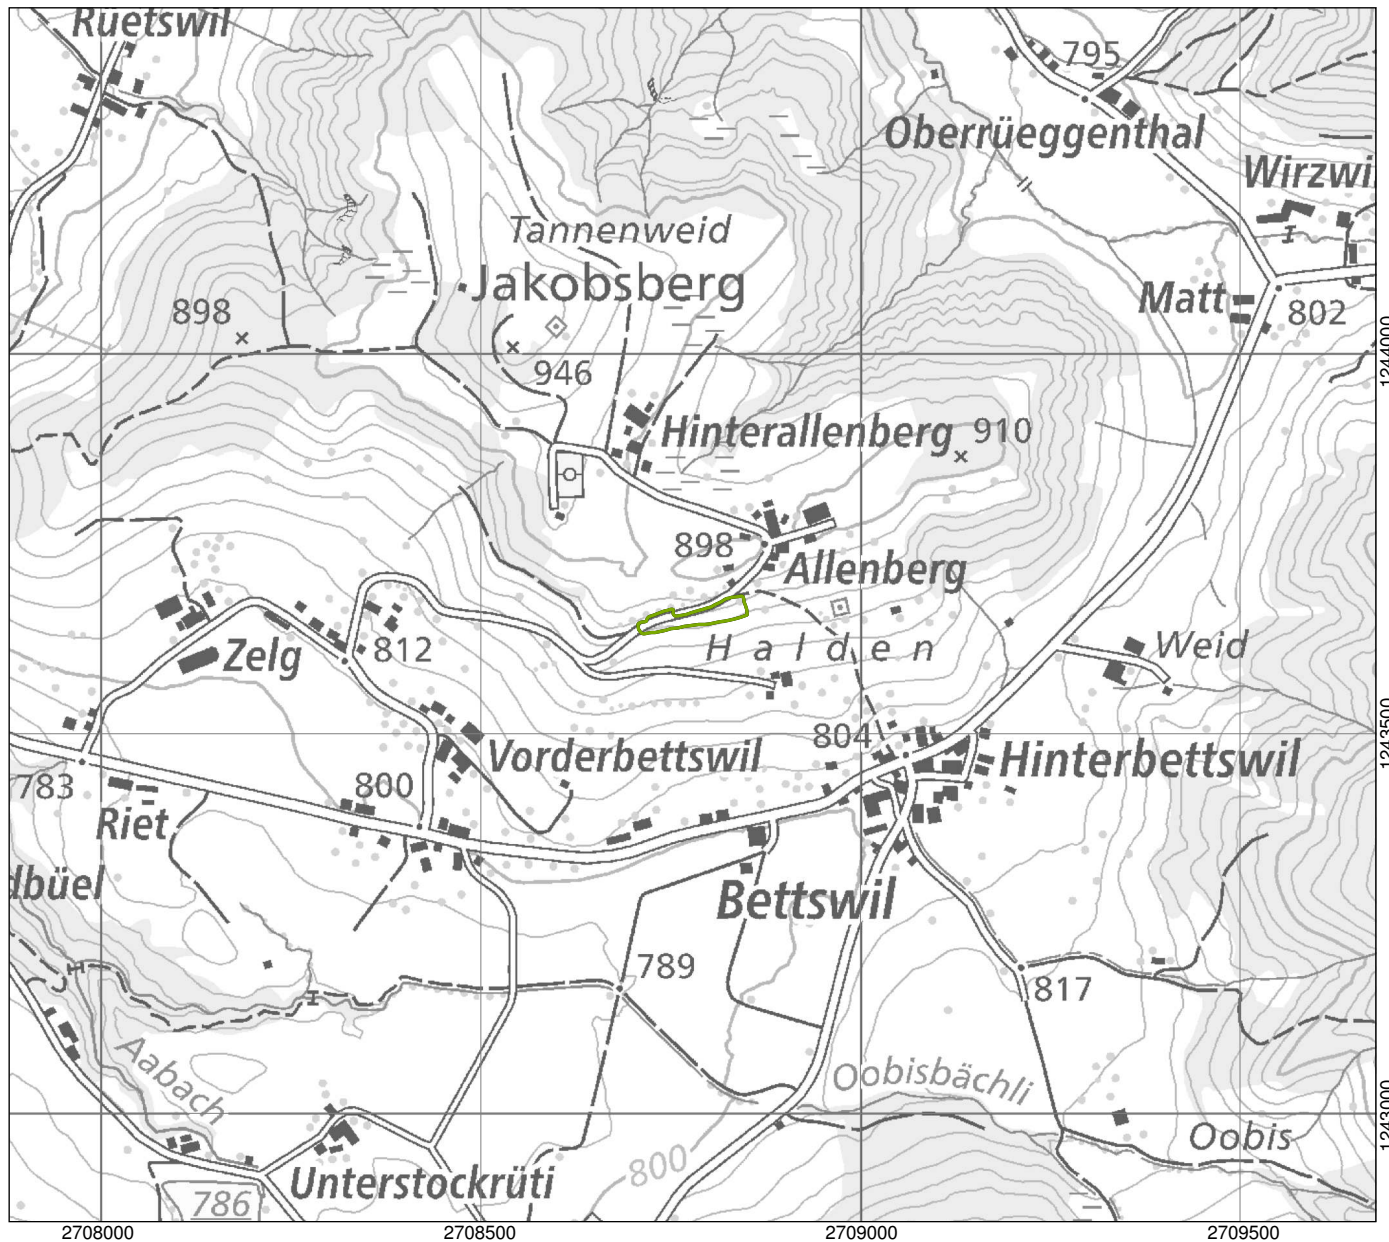 Rüetswil
795
Oberrüeggenthal
Wirzwi
Tannenweid
Jakobsberg
898
Matt
802
946
1244000
Hinterallenberg
910
898
Allenberg
Zelg
812
Halden
Weid
804
1243500
Vorderbettswil
Hinterbettswil
783
800
Riet
dbüel
Bettswil
789
817
Aabach
Oobisbächli
1243000
Oobis
800
Unterstockrüti
786
2708000
2708500
2709000
2709500